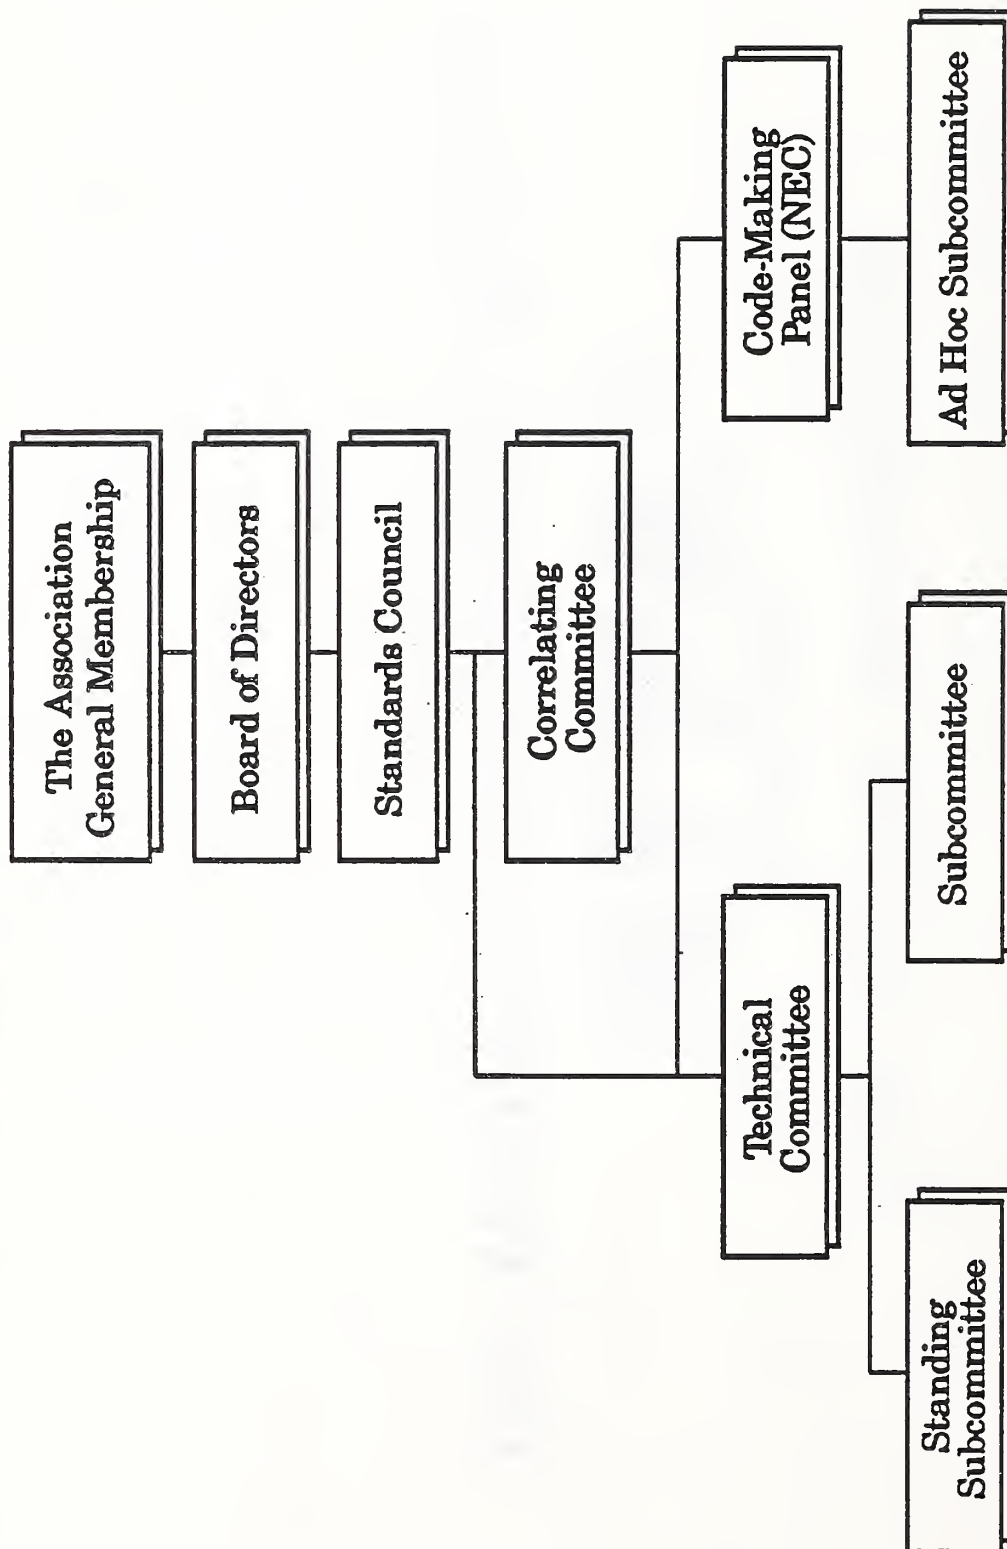 The Association
General Membership
Board of Directors
Standards Council
Correlating
Committee
Technical
Committee
Code-Making
Panel (NEC)
Standing
Subcommittee
Subcommittee
Ad Hoc Subcommittee